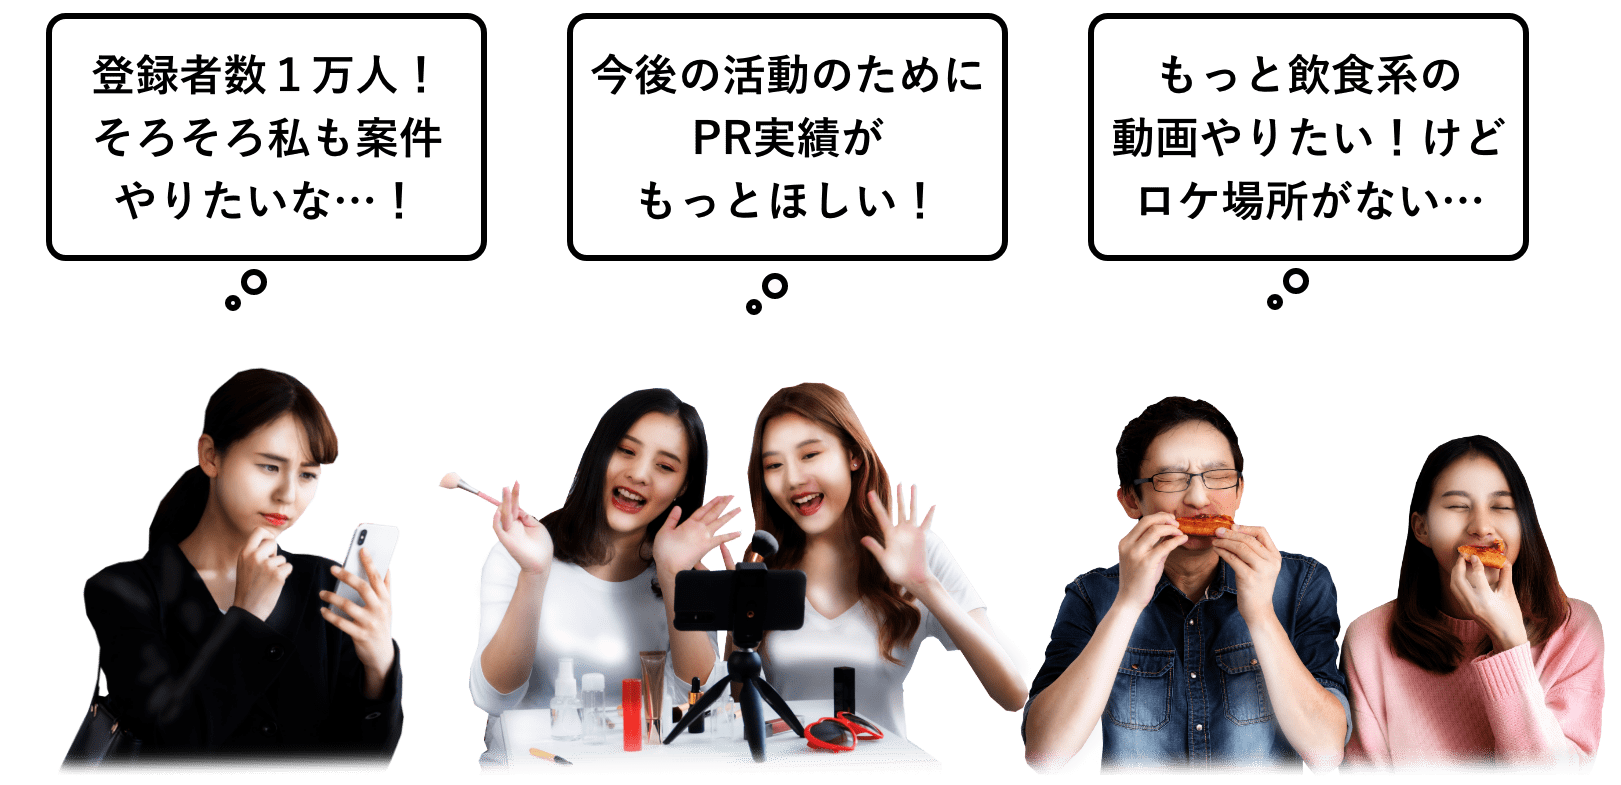 登録者数１万人！
そろそろ私も案件
やりたいな…！
今後の活動のために
PR実績が
もっとほしい！
もっと飲食系の
動画やりたい！けど
ロケ場所がない…